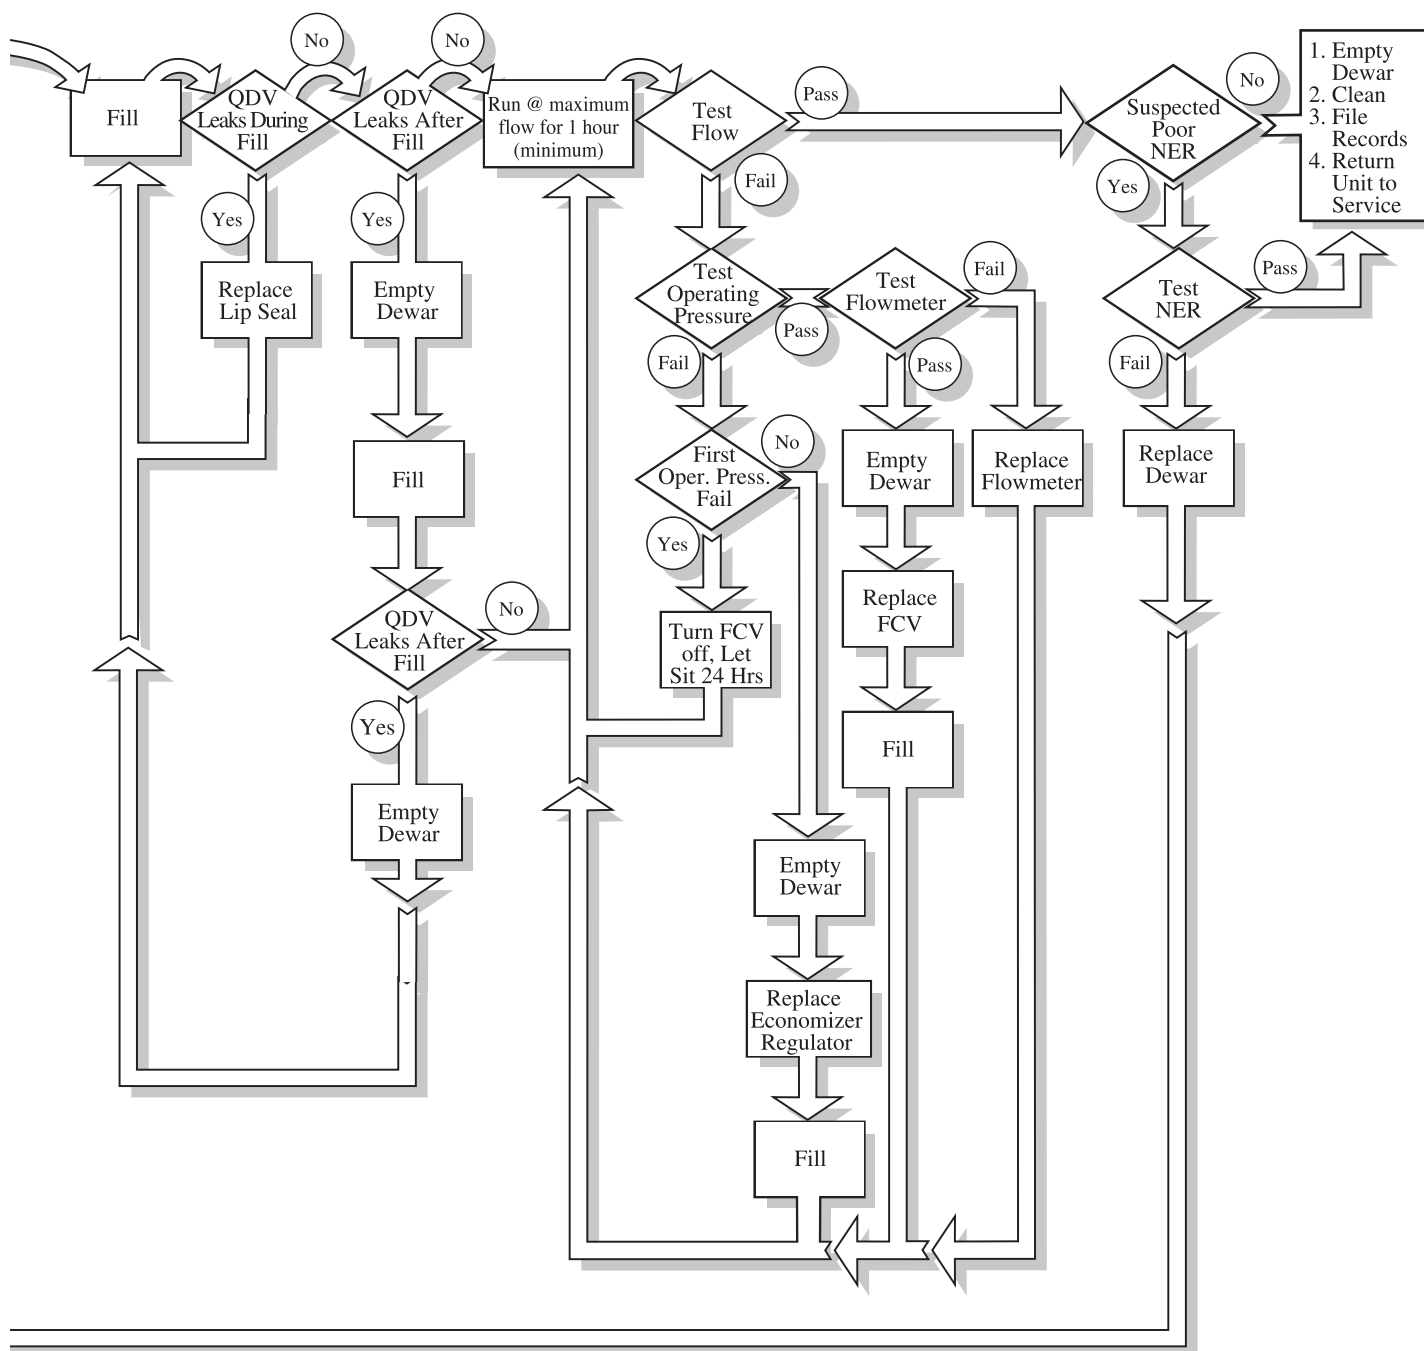 No
No
Fill
QDV
Leaks During
Fill
QDV
Leaks After
Fill
Run @ maximum
flow for 1 hour
(minimum)
Test
Flow
Pass
Suspected
Poor
NER
No
1. Empty
Dewar
2. Clean
3. File
Records
4. Return
Unit to
Service
Yes
Yes
Fail
Yes
Replace
Lip Seal
Empty
Dewar
Test
Operating
Pressure
Pass
Test
Flowmeter
Fail
Test
NER
Pass
Fail
Pass
Fail
Fill
First
Oper. Press.
Fail
No
Empty
Dewar
Replace
Flowmeter
Replace
Dewar
Yes
QDV
Leaks After
Fill
No
Turn FCV
off, Let
Sit 24 Hrs
Replace
FCV
Yes
Fill
Empty
Dewar
Empty
Dewar
Replace
Economizer
Regulator
Fill